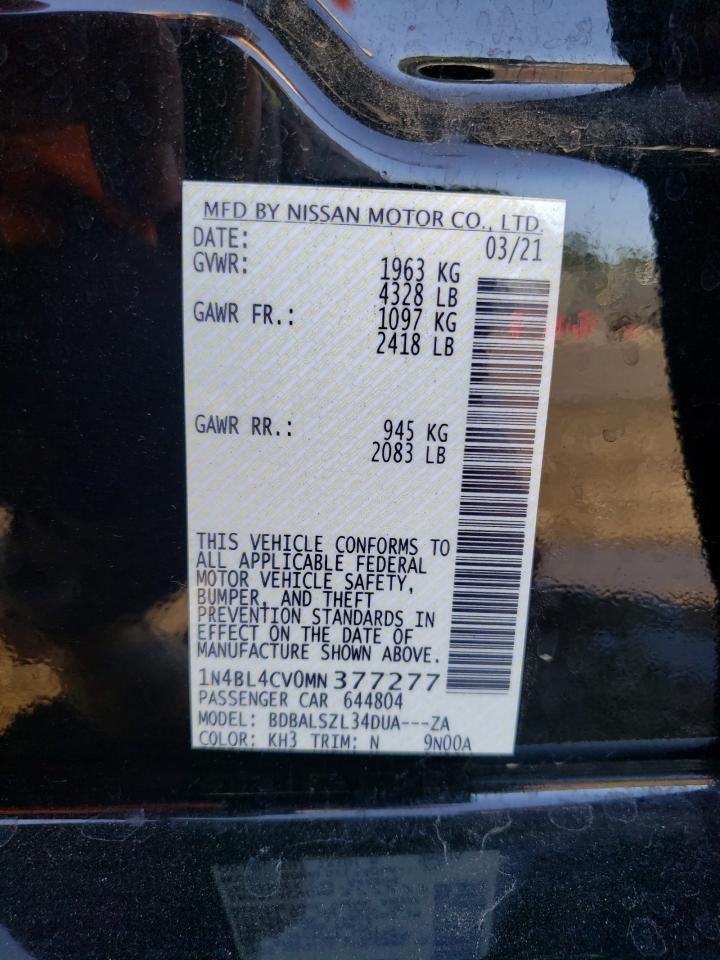 MFD BY NISSAN MOTOR CO., LTD.
DATE: 03/21
GVWR: 1963 KG
4328 LB
GAWR FR.: 1097 KG
2418 LB
GAWR RR.: 945 KG
2083 LB
THIS VEHICLE CONFORMS TO
ALL APPLICABLE FEDERAL
MOTOR VEHICLE SAFETY,
BUMPER, AND THEFT
PREVENTION STANDARDS IN
EFFECT ON THE DATE OF
MANUFACTURE SHOWN ABOVE.
1N4BL4CV0MN377277
PASSENGER CAR 644804
MODEL: BDBALSZL34DUA---ZA
COLOR: KH3 TRIM: N 9N00A